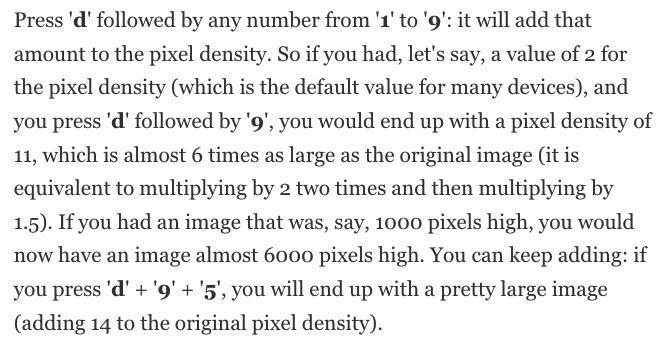 Press 'd' followed by any number from '1' to '9': it will add that
amount to the pixel density. So if you had, let's say, a value of 2 for
the pixel density (which is the default value for many devices), and
you press 'd' followed by '9', you would end up with a pixel density of
11, which is almost 6 times as large as the original image (it is
equivalent to multiplying by 2 two times and then multiplying by
1.5). If you had an image that was, say, 1000 pixels high, you would
now have an image almost 6000 pixels high. You can keep adding: if
you press 'd' + '9' + '5', you will end up with a pretty large image
(adding 14 to the original pixel density).